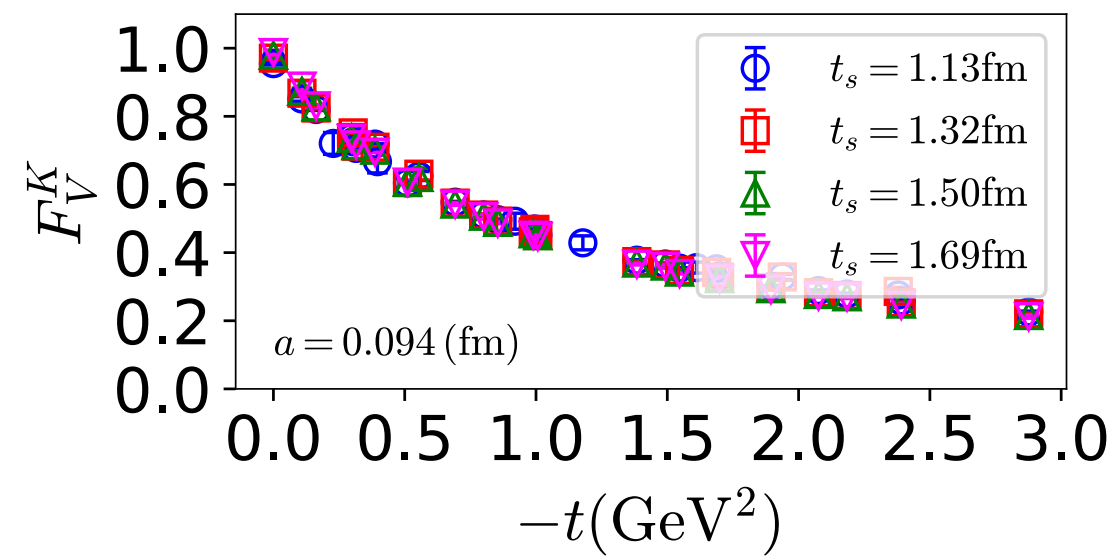 F_V^K
1.0
0.8
0.6
0.4
0.2
0.0
t_s = 1.13fm
t_s = 1.32fm
t_s = 1.50fm
t_s = 1.69fm
a = 0.094 (fm)
0.0 0.5 1.0 1.5 2.0 2.5 3.0
−t(GeV²)